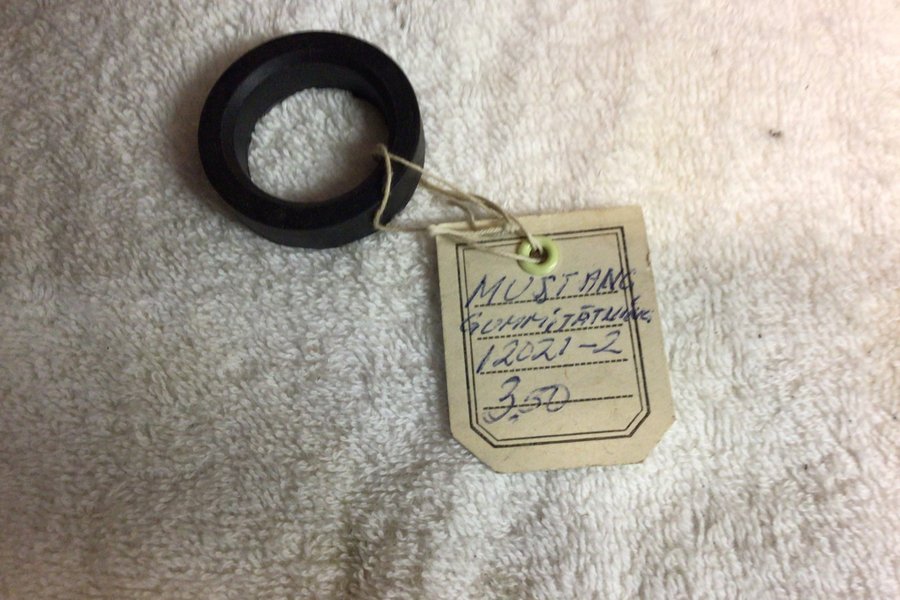 MUSTANG
GUMMITÄTNING
12021-2
3,50